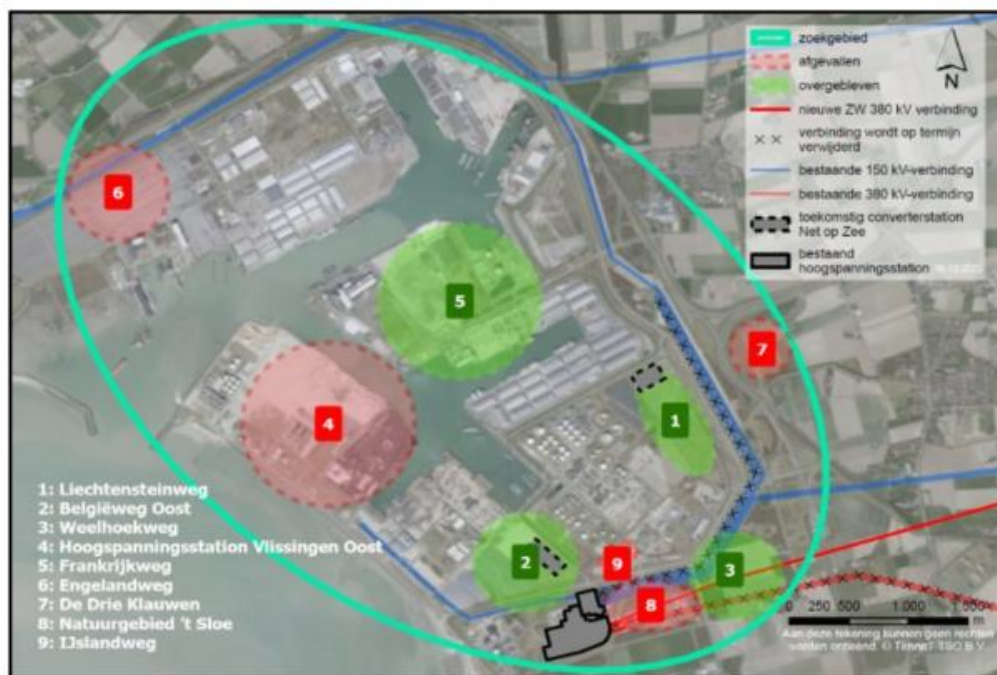 zoekgebied
afgevallen
overgebleven
nieuwe ZW 380 kV verbinding
verbinding wordt op termijn
verwijderd
bestaande 150 kV-verbinding
bestaande 380 kV-verbinding
toekomstig converterstation
Net op Zee
bestaand
hoogspanningsstation
N
6
5
7
4
1
2
9
3
8
1: Liechtensteinweg
2: Belgiëweg Oost
3: Weelhoekweg
4: Hoogspanningsstation Vlissingen Oost
5: Frankrijkweg
6: Engelandweg
7: De Drie Klauwen
8: Natuurgebied 't Sloe
9: IJslandweg
0 250 500 1.000 1.500
m
Aan deze tekening kunnen geen rechten
worden ontleend. © TenneT TSO B.V.